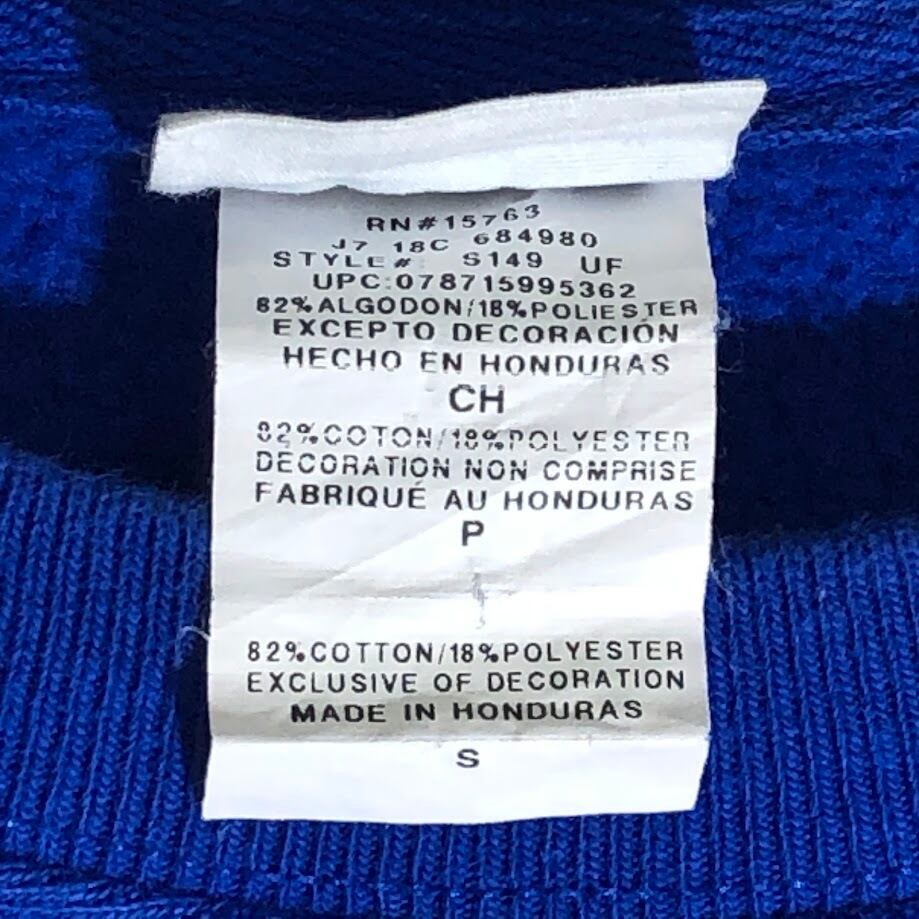 RN#15763
J7 18C 684980
STYLE# S149 UF
UPC:078715995362
82%ALGODON/18%POLIESTER
EXCEPTO DECORACIÓN
HECHO EN HONDURAS
CH
82%COTON/18%POLYESTER
DECORATION NON COMPRISE
FABRIQUÉ AU HONDURAS
P
82%COTTON/18%POLYESTER
EXCLUSIVE OF DECORATION
MADE IN HONDURAS
S